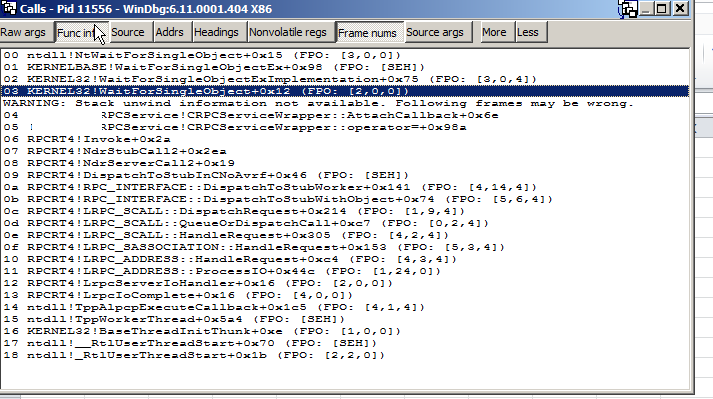 Calls - Pid 11556 - WinDbg:6.11.0001.404 X86
Raw args Func Source Addrs Headings Nonvolatile regs Frame nums Source args More Less
00 ntdll!NtWaitForSingleObject+0x15 (FPO: [3,0,0])
01 KERNELBASE!WaitForSingleObjectEx+0x98 (FPO: [SEH])
02 KERNEL32!WaitForSingleObjectExImplementation+0x75 (FPO: [3,0,4])
03 KERNEL32!WaitForSingleObject+0x12 (FPO: [2,0,0])
WARNING: Stack unwind information not available. Following frames may be wrong.
04 RPCService!CRPCServiceWrapper::AttachCallback+0x6e
05 RPCService!CRPCServiceWrapper::operator=+0x98a
06 RPCRT4!Invoke+0x2a
07 RPCRT4!NdrStubCall2+0x2ea
08 RPCRT4!NdrServerCall2+0x19
09 RPCRT4!DispatchToStubInCNoAvrf+0x46 (FPO: [SEH])
0a RPCRT4!RPC_INTERFACE::DispatchToStubWorker+0x141 (FPO: [4,14,4])
0b RPCRT4!RPC_INTERFACE::DispatchToStubWithObject+0x74 (FPO: [5,6,4])
0c RPCRT4!LRPC_SCALL::DispatchRequest+0x214 (FPO: [1,9,4])
0d RPCRT4!LRPC_SCALL::QueueOrDispatchCall+0xc7 (FPO: [0,2,4])
0e RPCRT4!LRPC_SCALL::HandleRequest+0x305 (FPO: [4,2,4])
0f RPCRT4!LRPC_SASSOCIATION::HandleRequest+0x153 (FPO: [5,3,4])
10 RPCRT4!LRPC_ADDRESS::HandleRequest+0xc4 (FPO: [4,3,4])
11 RPCRT4!LRPC_ADDRESS::ProcessIO+0x44c (FPO: [1,24,0])
12 RPCRT4!LrpcServerIoHandler+0x16 (FPO: [2,0,0])
13 RPCRT4!LrpcIoComplete+0x16 (FPO: [4,0,0])
14 ntdll!TppAlpcpExecuteCallback+0x1c5 (FPO: [4,1,4])
15 ntdll!TppWorkerThread+0x5a4 (FPO: [SEH])
16 KERNEL32!BaseThreadInitThunk+0xe (FPO: [1,0,0])
17 ntdll!__RtlUserThreadStart+0x70 (FPO: [SEH])
18 ntdll!_RtlUserThreadStart+0x1b (FPO: [2,2,0])